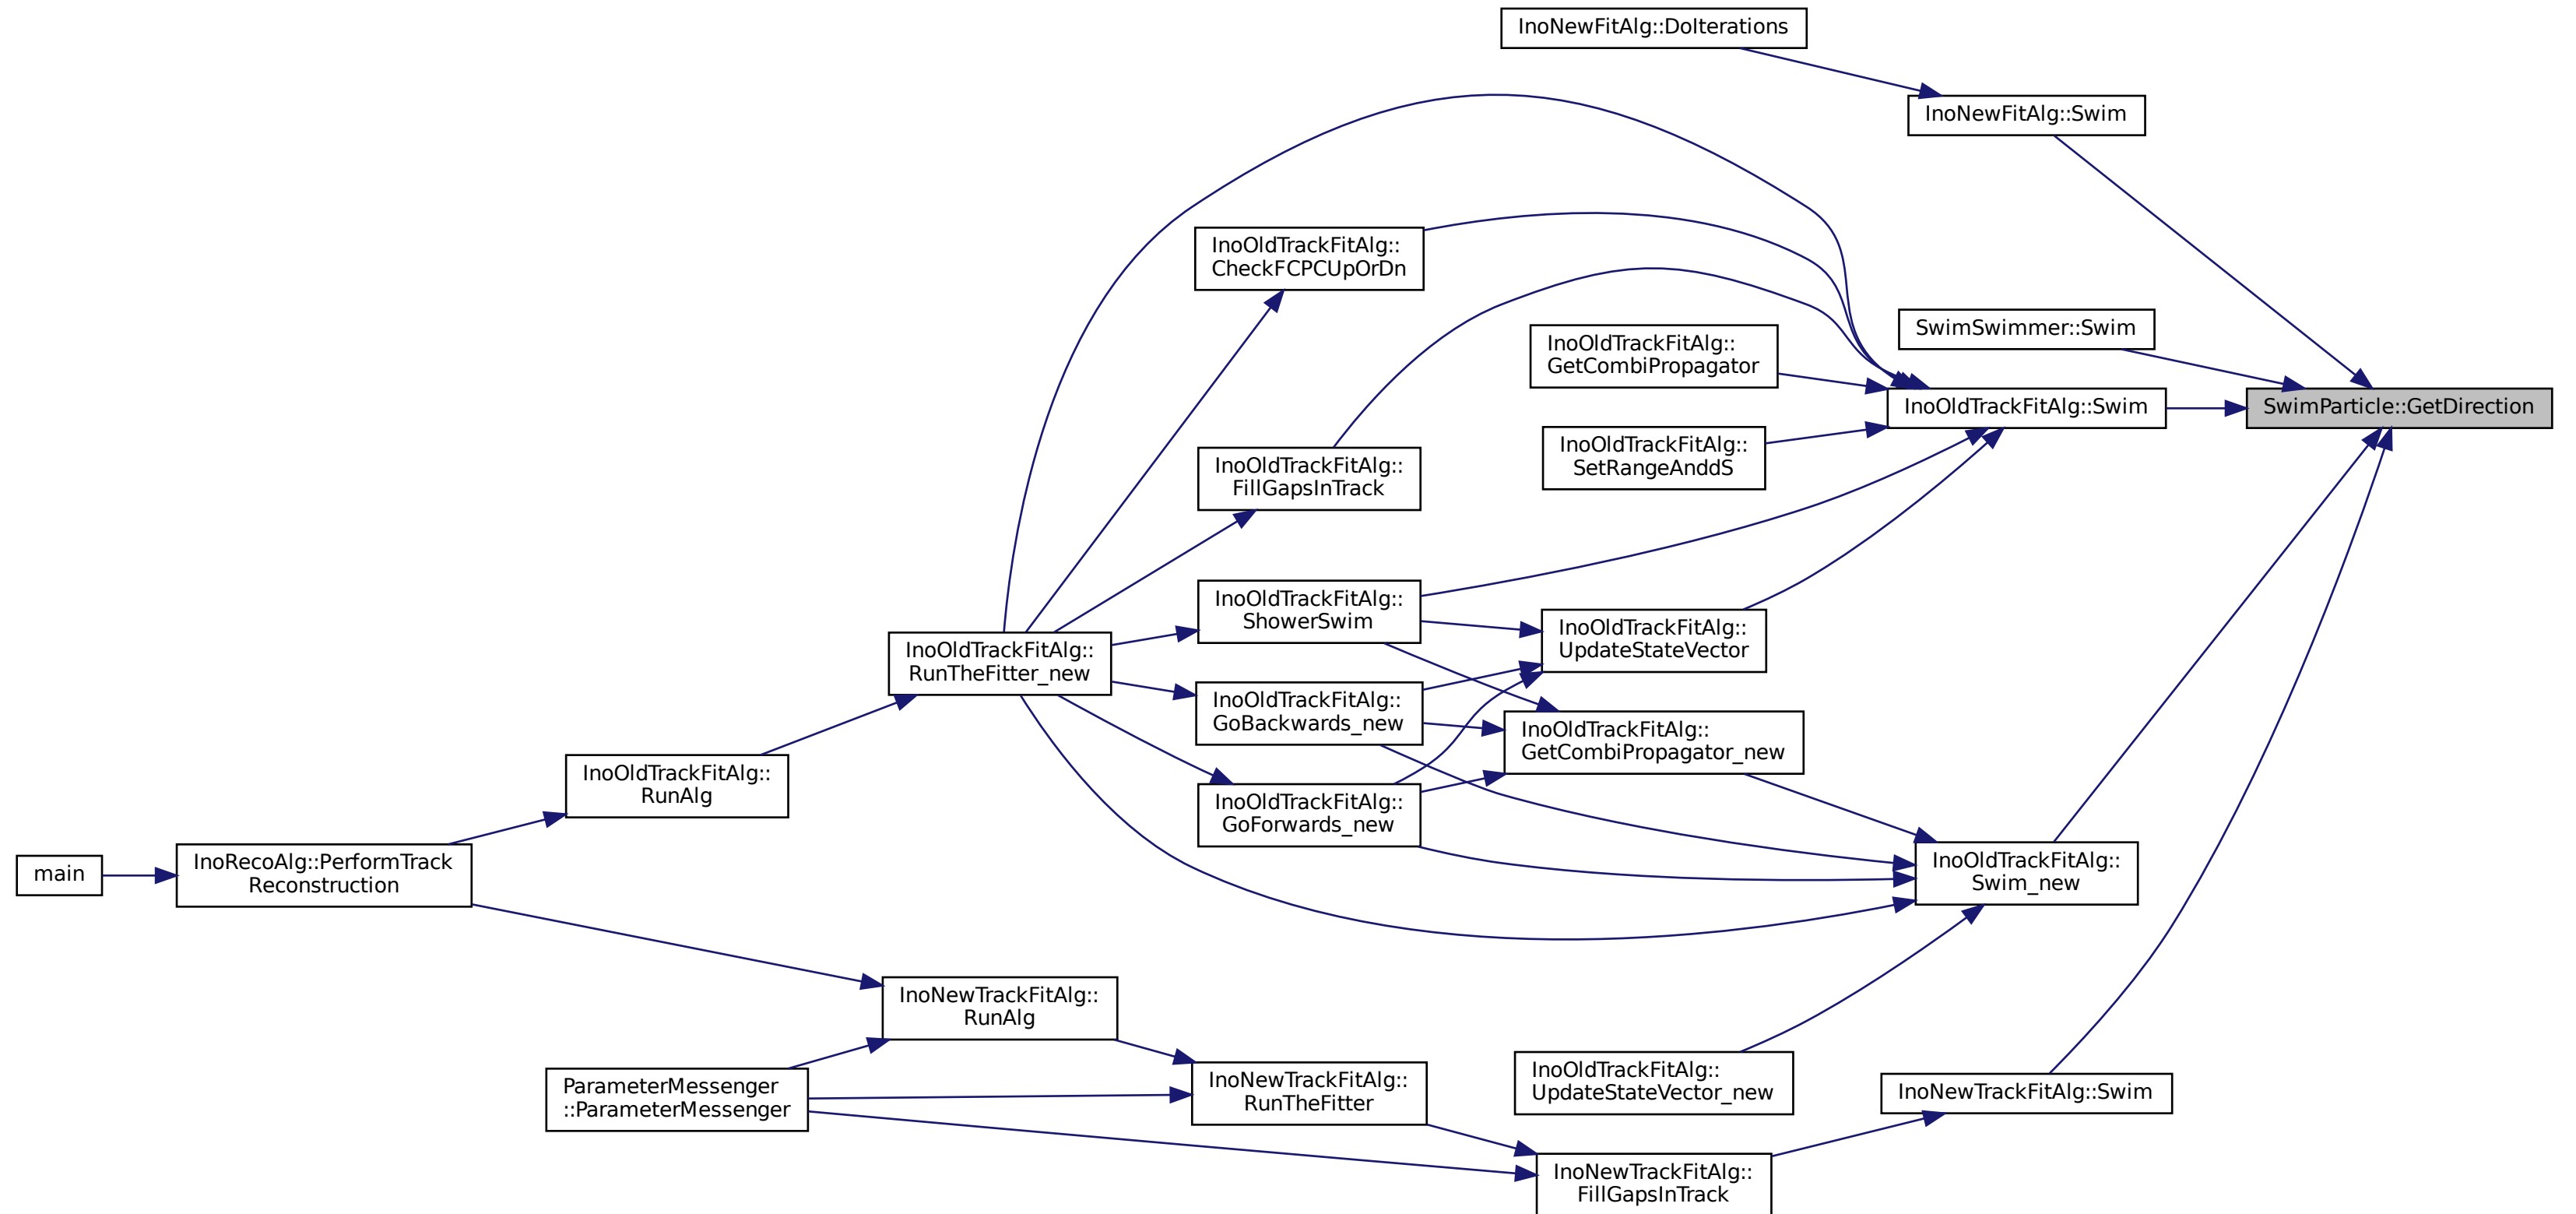 InoNewFitAlg::DoIterations
InoNewFitAlg::Swim
InoOldTrackFitAlg::
CheckFCPCUpOrDn
SwimSwimmer::Swim
InoOldTrackFitAlg::
GetCombiPropagator
InoOldTrackFitAlg::Swim
SwimParticle::GetDirection
InoOldTrackFitAlg::
SetRangeAnddS
InoOldTrackFitAlg::
FillGapsInTrack
InoOldTrackFitAlg::
ShowerSwim
InoOldTrackFitAlg::
UpdateStateVector
InoOldTrackFitAlg::
RunTheFitter_new
InoOldTrackFitAlg::
GoBackwards_new
InoOldTrackFitAlg::
GetCombiPropagator_new
InoOldTrackFitAlg::
RunAlg
InoOldTrackFitAlg::
GoForwards_new
main
InoRecoAlg::PerformTrack
Reconstruction
InoOldTrackFitAlg::
Swim_new
InoNewTrackFitAlg::
RunAlg
InoOldTrackFitAlg::
UpdateStateVector_new
ParameterMessenger
::ParameterMessenger
InoNewTrackFitAlg::
RunTheFitter
InoNewTrackFitAlg::Swim
InoNewTrackFitAlg::
FillGapsInTrack